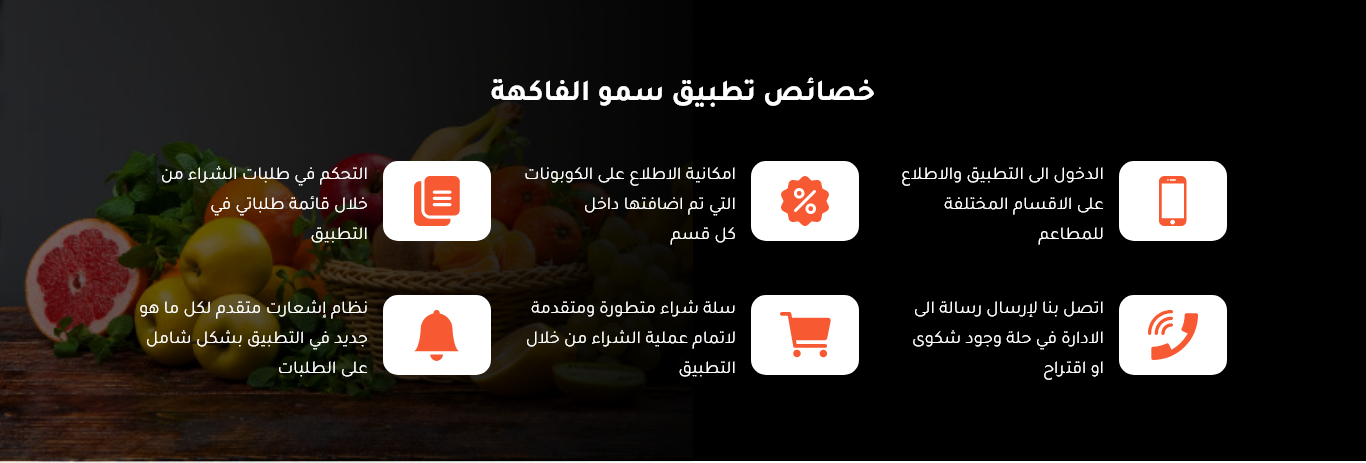 خصائص تطبيق سمو الفاكهة
الدخول الى التطبيق والاطلاع
على الاقسام المختلفة
للمطاعم
امكانية الاطلاع على الكوبونات
التي تم اضافتها داخل
كل قسم
التحكم في طلبات الشراء من
خلال قائمة طلباتي في
التطبيق
اتصل بنا لإرسال رسالة الى
الادارة في حلة وجود شكوى
او اقتراح
سلة شراء متطورة ومتقدمة
لاتمام عملية الشراء من خلال
التطبيق
نظام إشعارت متقدم لكل ما هو
جديد في التطبيق بشكل شامل
على الطلبات